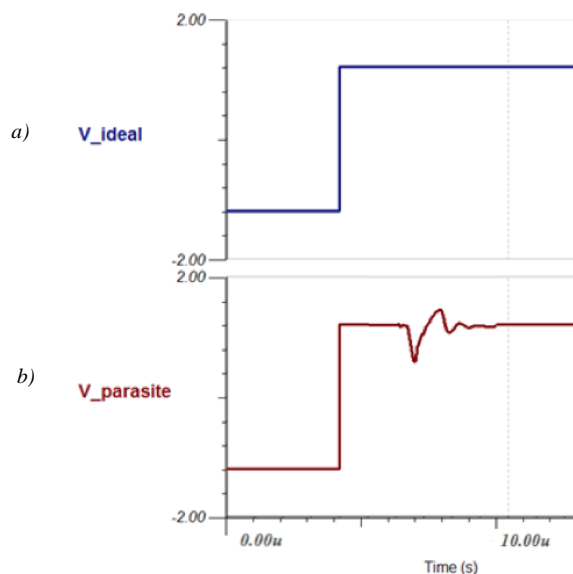 2.00
a) V_ideal
-2.00
2.00
b) V_parasite
-2.00
0.00u 10.00u
Time (s)